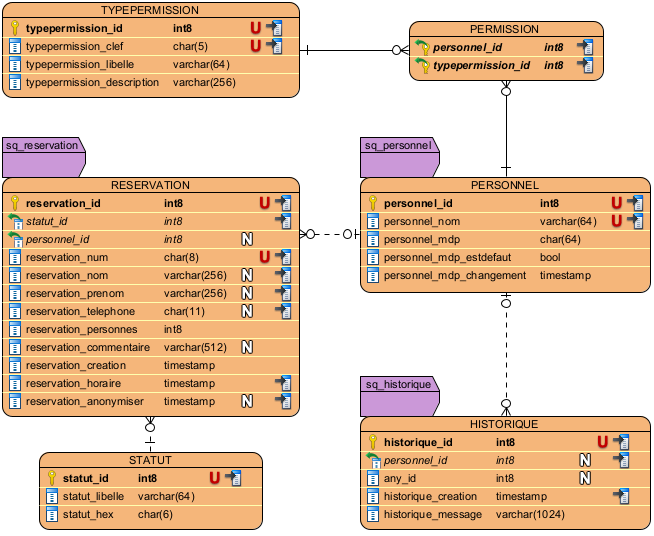 TYPEPERMISSION
typepermission_id int8 U
typepermission_clef char(5) U
typepermission_libelle varchar(64)
typepermission_description varchar(256)
PERMISSION
personnel_id int8
typepermission_id int8
sq_reservation
RESERVATION
reservation_id int8 U
statut_id int8
personnel_id int8 N
reservation_num char(8) U
reservation_nom varchar(256) N
reservation_prenom varchar(256) N
reservation_telephone char(11) N
reservation_personnes int8
reservation_commentaire varchar(512) N
reservation_creation timestamp
reservation_horaire timestamp
reservation_anonymiser timestamp N
sq_personnel
PERSONNEL
personnel_id int8 U
personnel_nom varchar(64) U
personnel_mdp char(64)
personnel_mdp_estdefaut bool
personnel_mdp_changement timestamp
STATUT
statut_id int8 U
statut_libelle varchar(64)
statut_hex char(6)
sq_historique
HISTORIQUE
historique_id int8 U
personnel_id int8 N
any_id int8 N
historique_creation timestamp
historique_message varchar(1024)